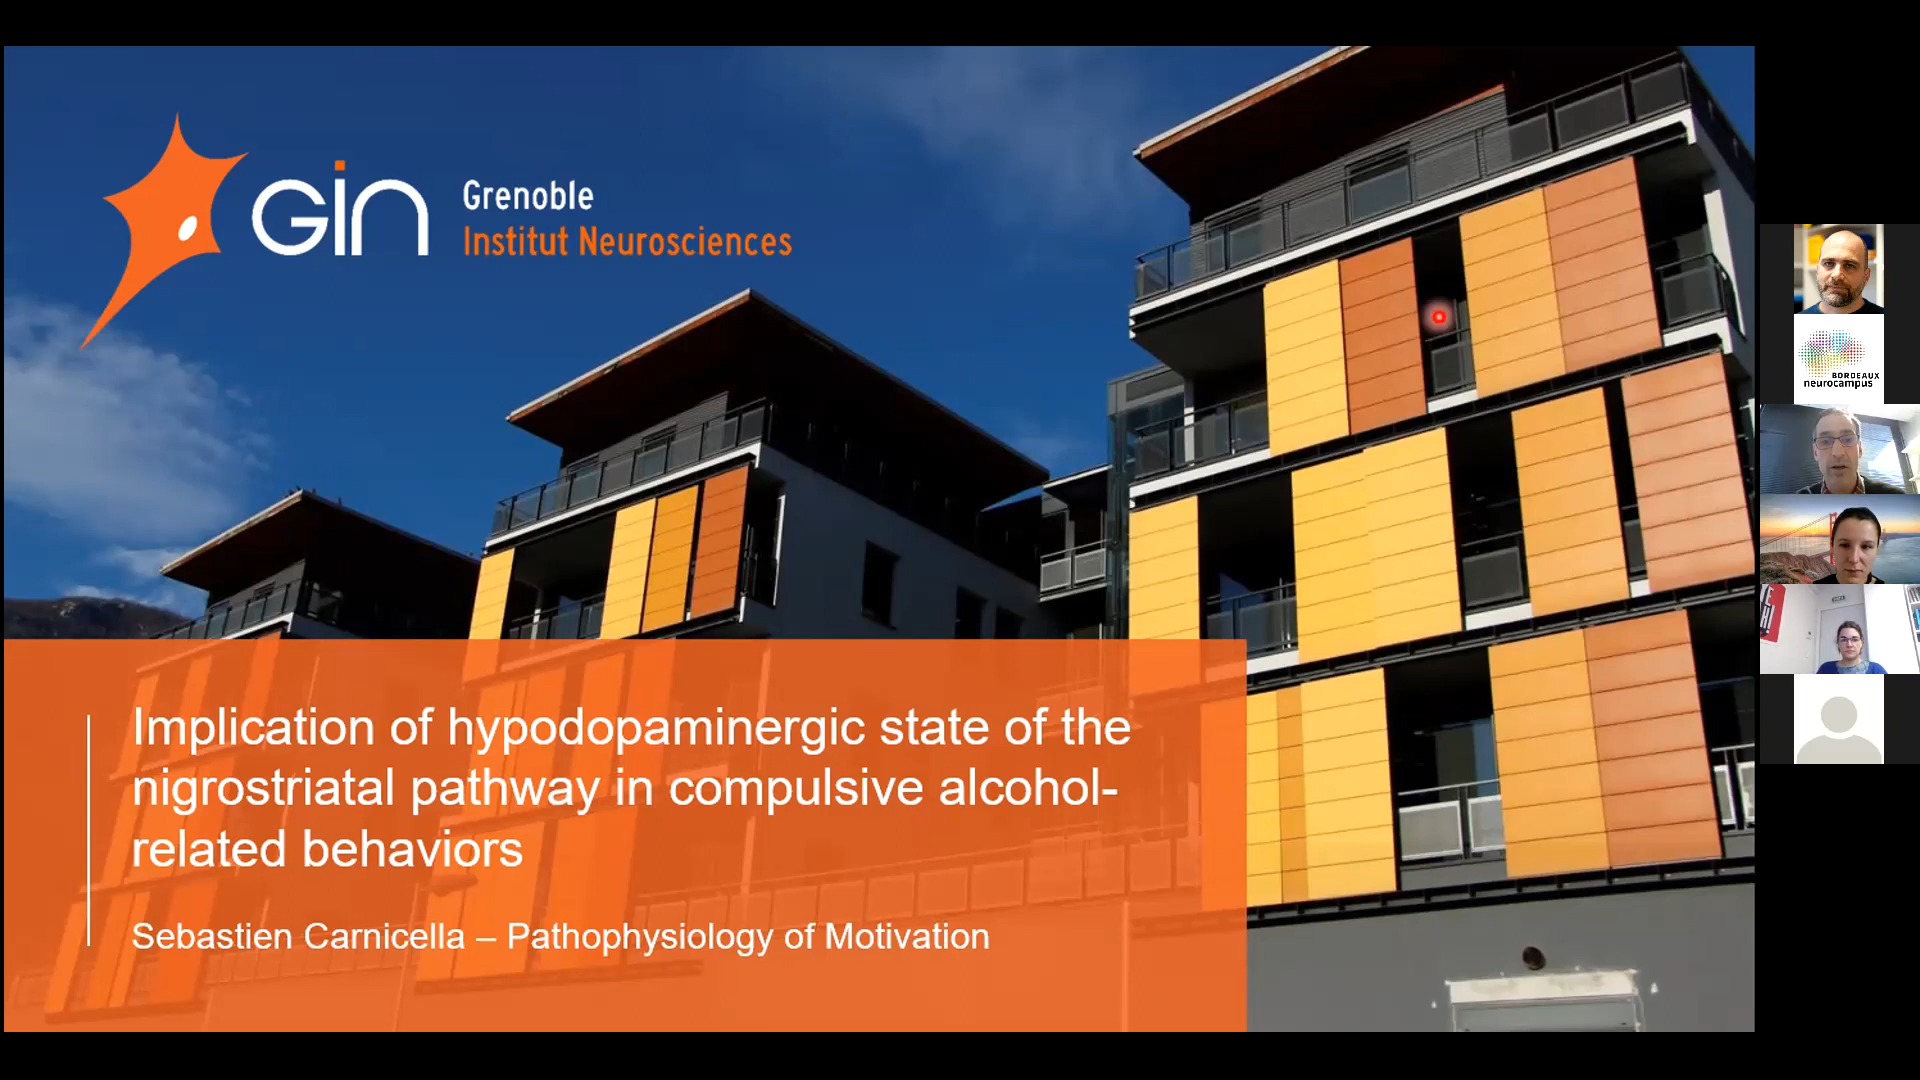 Gin
Grenoble
Institut Neurosciences
Implication of hypodopaminergic state of the
nigrostriatal pathway in compulsive alcohol-
related behaviors
Sebastien Carnicella – Pathophysiology of Motivation
BORDEAUX
neurocampus